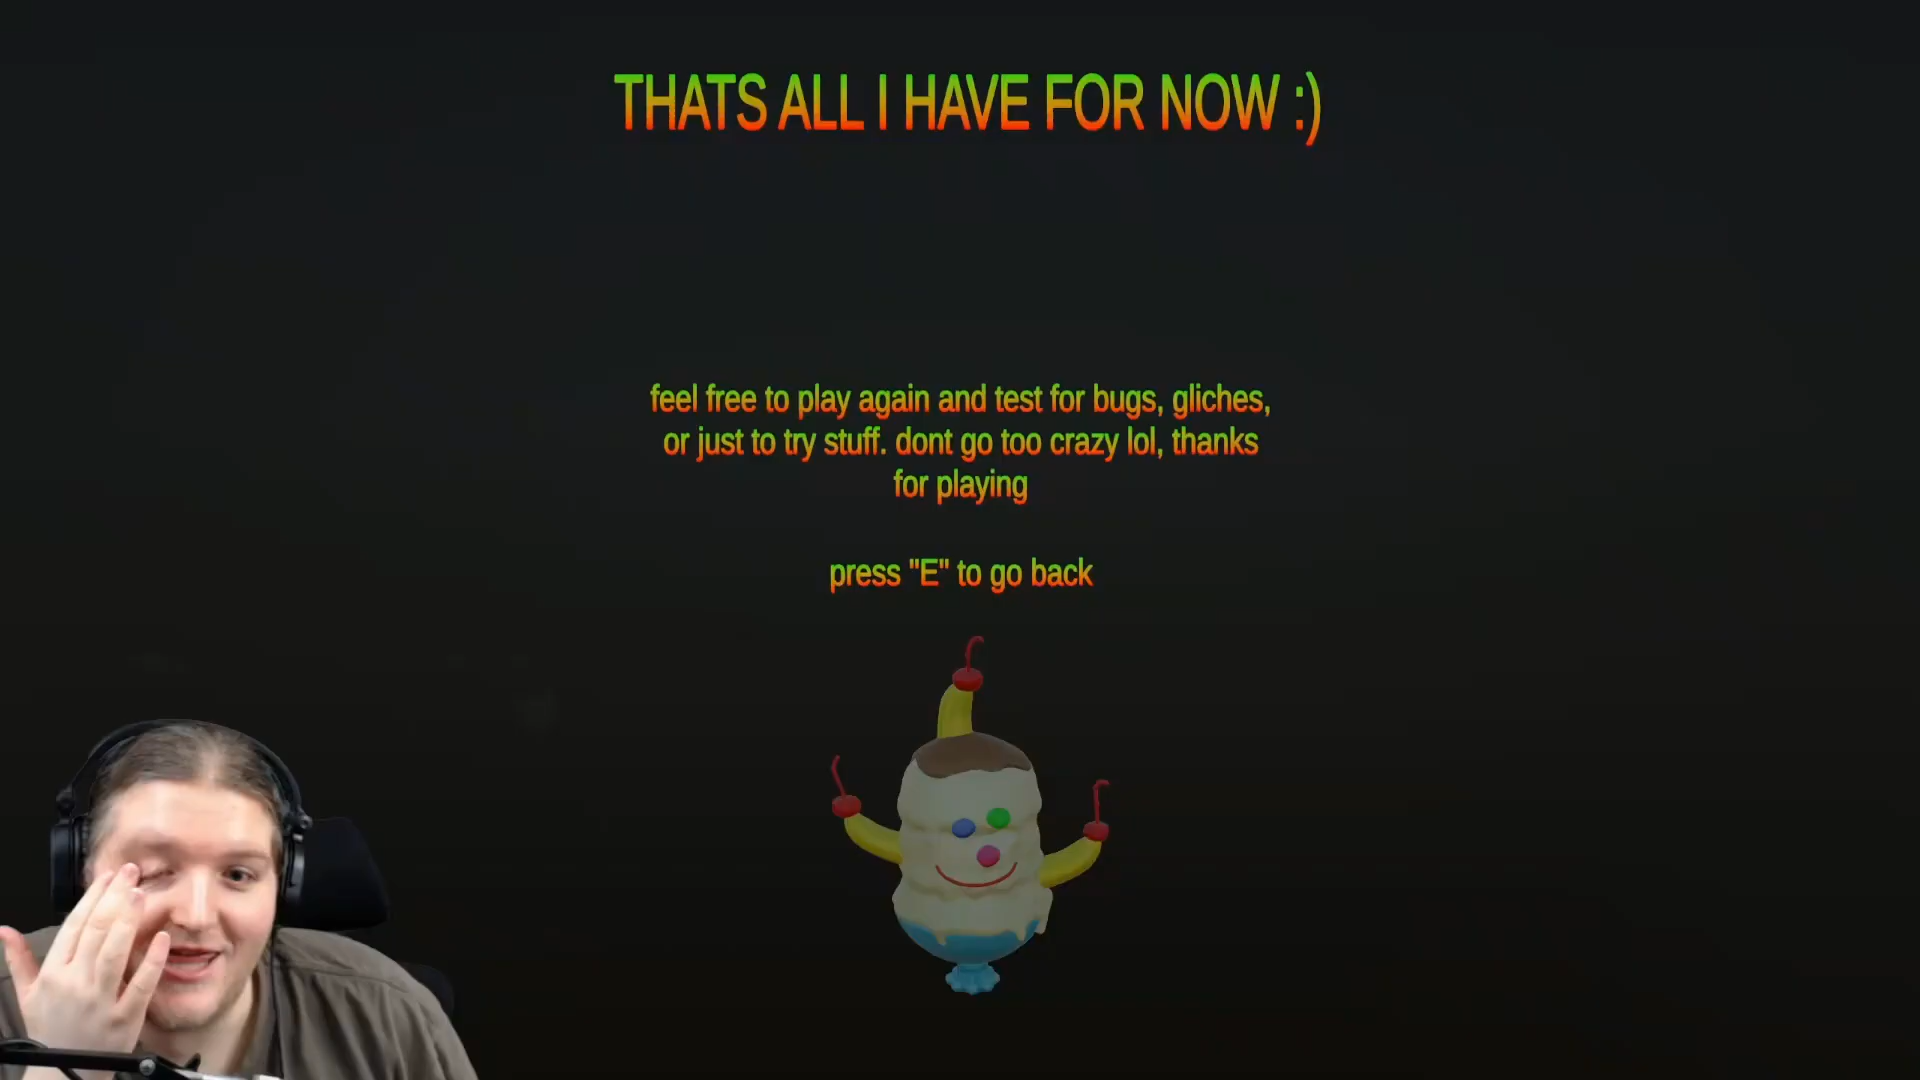 THATS ALL I HAVE FOR NOW :)
feel free to play again and test for bugs, gliches,
or just to try stuff. dont go too crazy lol, thanks
for playing
press "E" to go back